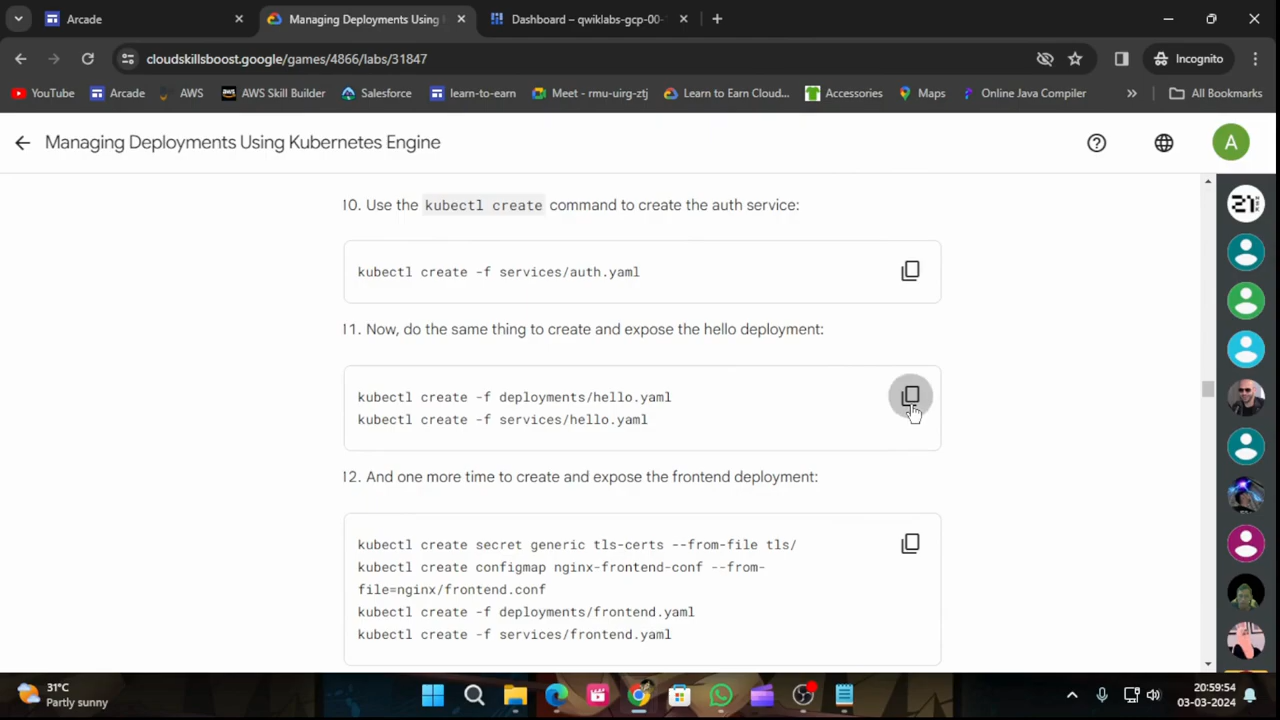 Arcade
Managing Deployments Using
Dashboard – qwiklabs-gcp-00-
cloudskillsboost.google/games/4866/labs/31847
Incognito
YouTube
Arcade
AWS
AWS Skill Builder
Salesforce
learn-to-earn
Meet - rmu-uirg-ztj
Learn to Earn Cloud...
Accessories
Maps
Online Java Compiler
»
All Bookmarks
Managing Deployments Using Kubernetes Engine
A
21
10. Use the kubectl create command to create the auth service:
kubectl create -f services/auth.yaml
11. Now, do the same thing to create and expose the hello deployment:
kubectl create -f deployments/hello.yaml
kubectl create -f services/hello.yaml
12. And one more time to create and expose the frontend deployment:
kubectl create secret generic tls-certs --from-file tls/
kubectl create configmap nginx-frontend-conf --from-
file=nginx/frontend.conf
kubectl create -f deployments/frontend.yaml
kubectl create -f services/frontend.yaml
31°C
Partly sunny
20:59:54
03-03-2024